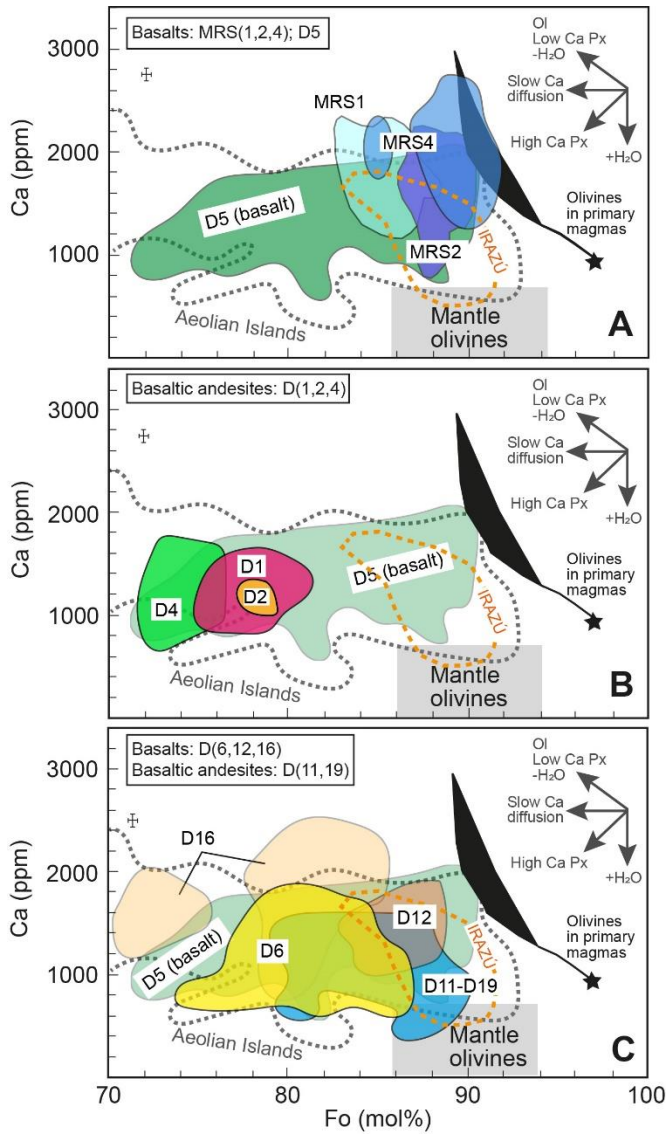 Basalts: MRS(1,2,4); D5
Ca (ppm)
3000
2000
1000
MRS1
MRS4
MRS2
D5 (basalt)
IRAZÚ
Aeolian Islands
Mantle
olivines
Ol
Low Ca Px
-H₂O
Slow Ca
diffusion
High Ca Px
+H₂O
Olivines
in primary
magmas
A
Basaltic andesites: D(1,2,4)
Ca (ppm)
3000
2000
1000
D4
D1
D2
D5 (basalt)
IRAZÚ
Aeolian Islands
Mantle
olivines
Ol
Low Ca Px
-H₂O
Slow Ca
diffusion
High Ca Px
+H₂O
Olivines
in primary
magmas
B
Basalts: D(6,12,16)
Basaltic andesites: D(11,19)
Ca (ppm)
3000
2000
1000
D16
D5 (basalt)
D6
D12
D11-D19
IRAZÚ
Aeolian Islands
Mantle
olivines
Ol
Low Ca Px
-H₂O
Slow Ca
diffusion
High Ca Px
+H₂O
Olivines
in primary
magmas
C
70
80
90
100
Fo (mol%)